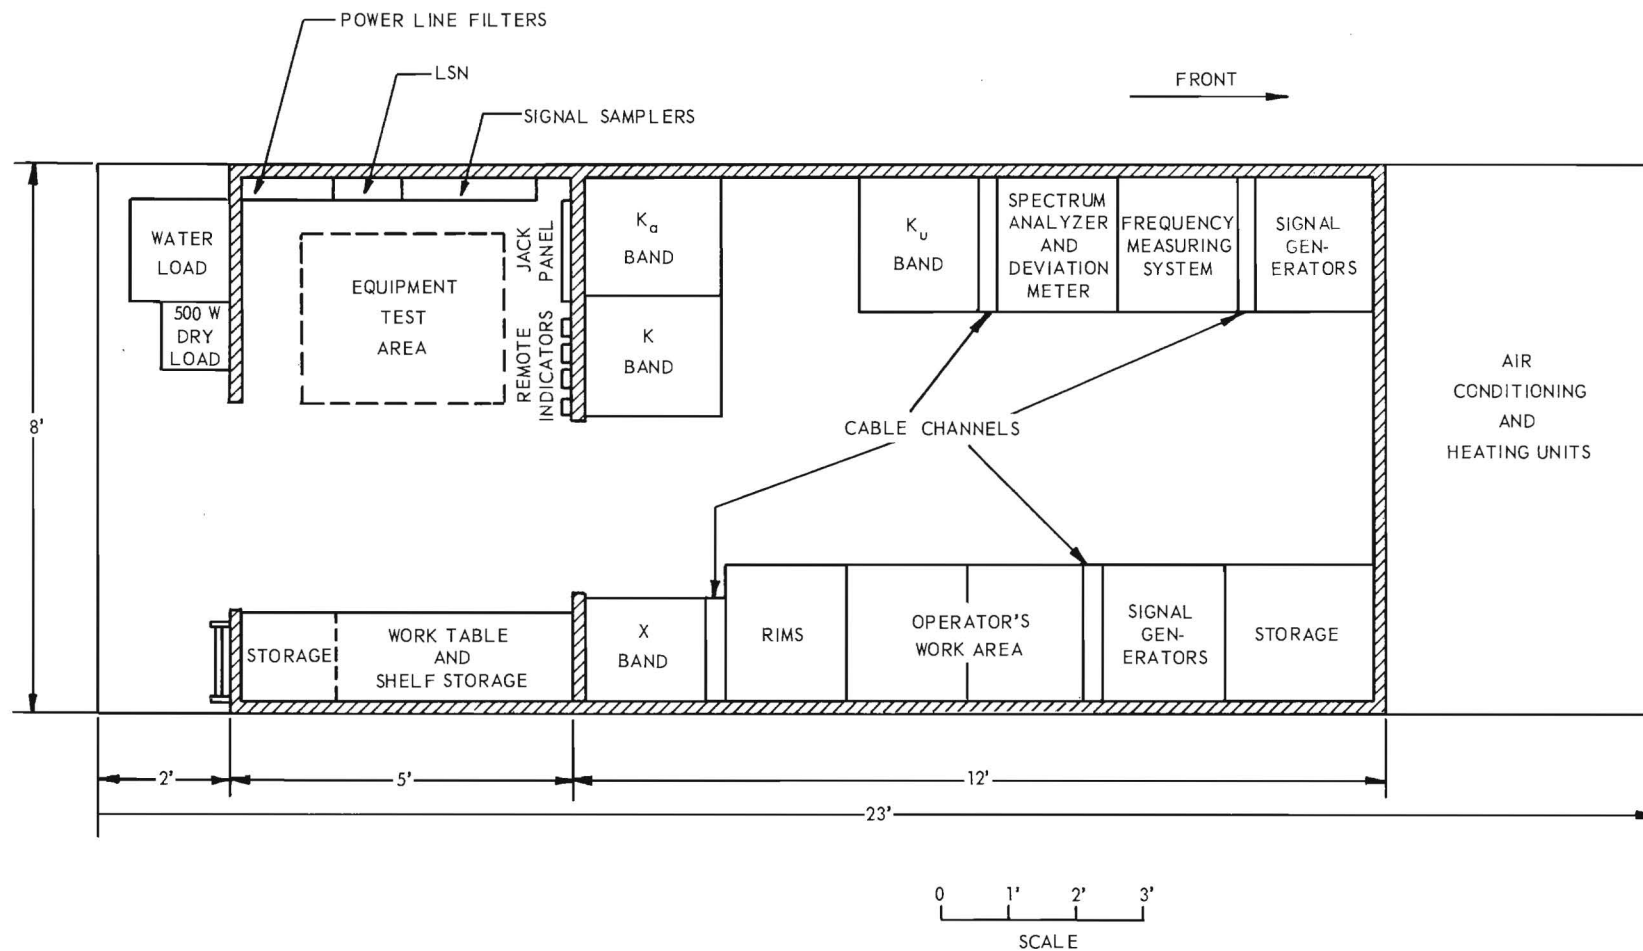 POWER LINE FILTERS
LSN
SIGNAL SAMPLERS
FRONT
WATER
LOAD
500 W
DRY
LOAD
EQUIPMENT
TEST
AREA
JACK
PANEL
REMOTE
INDICATORS
Ka
BAND
K
BAND
Ku
BAND
SPECTRUM
ANALYZER
AND
DEVIATION
METER
FREQUENCY
MEASURING
SYSTEM
SIGNAL
GEN-
ERATORS
AIR
CONDITIONING
AND
HEATING UNITS
8'
CABLE CHANNELS
STORAGE
WORK TABLE
AND
SHELF STORAGE
X
BAND
RIMS
OPERATOR'S
WORK AREA
SIGNAL
GEN-
ERATORS
STORAGE
2'
5'
12'
23'
0 1' 2' 3'
SCALE